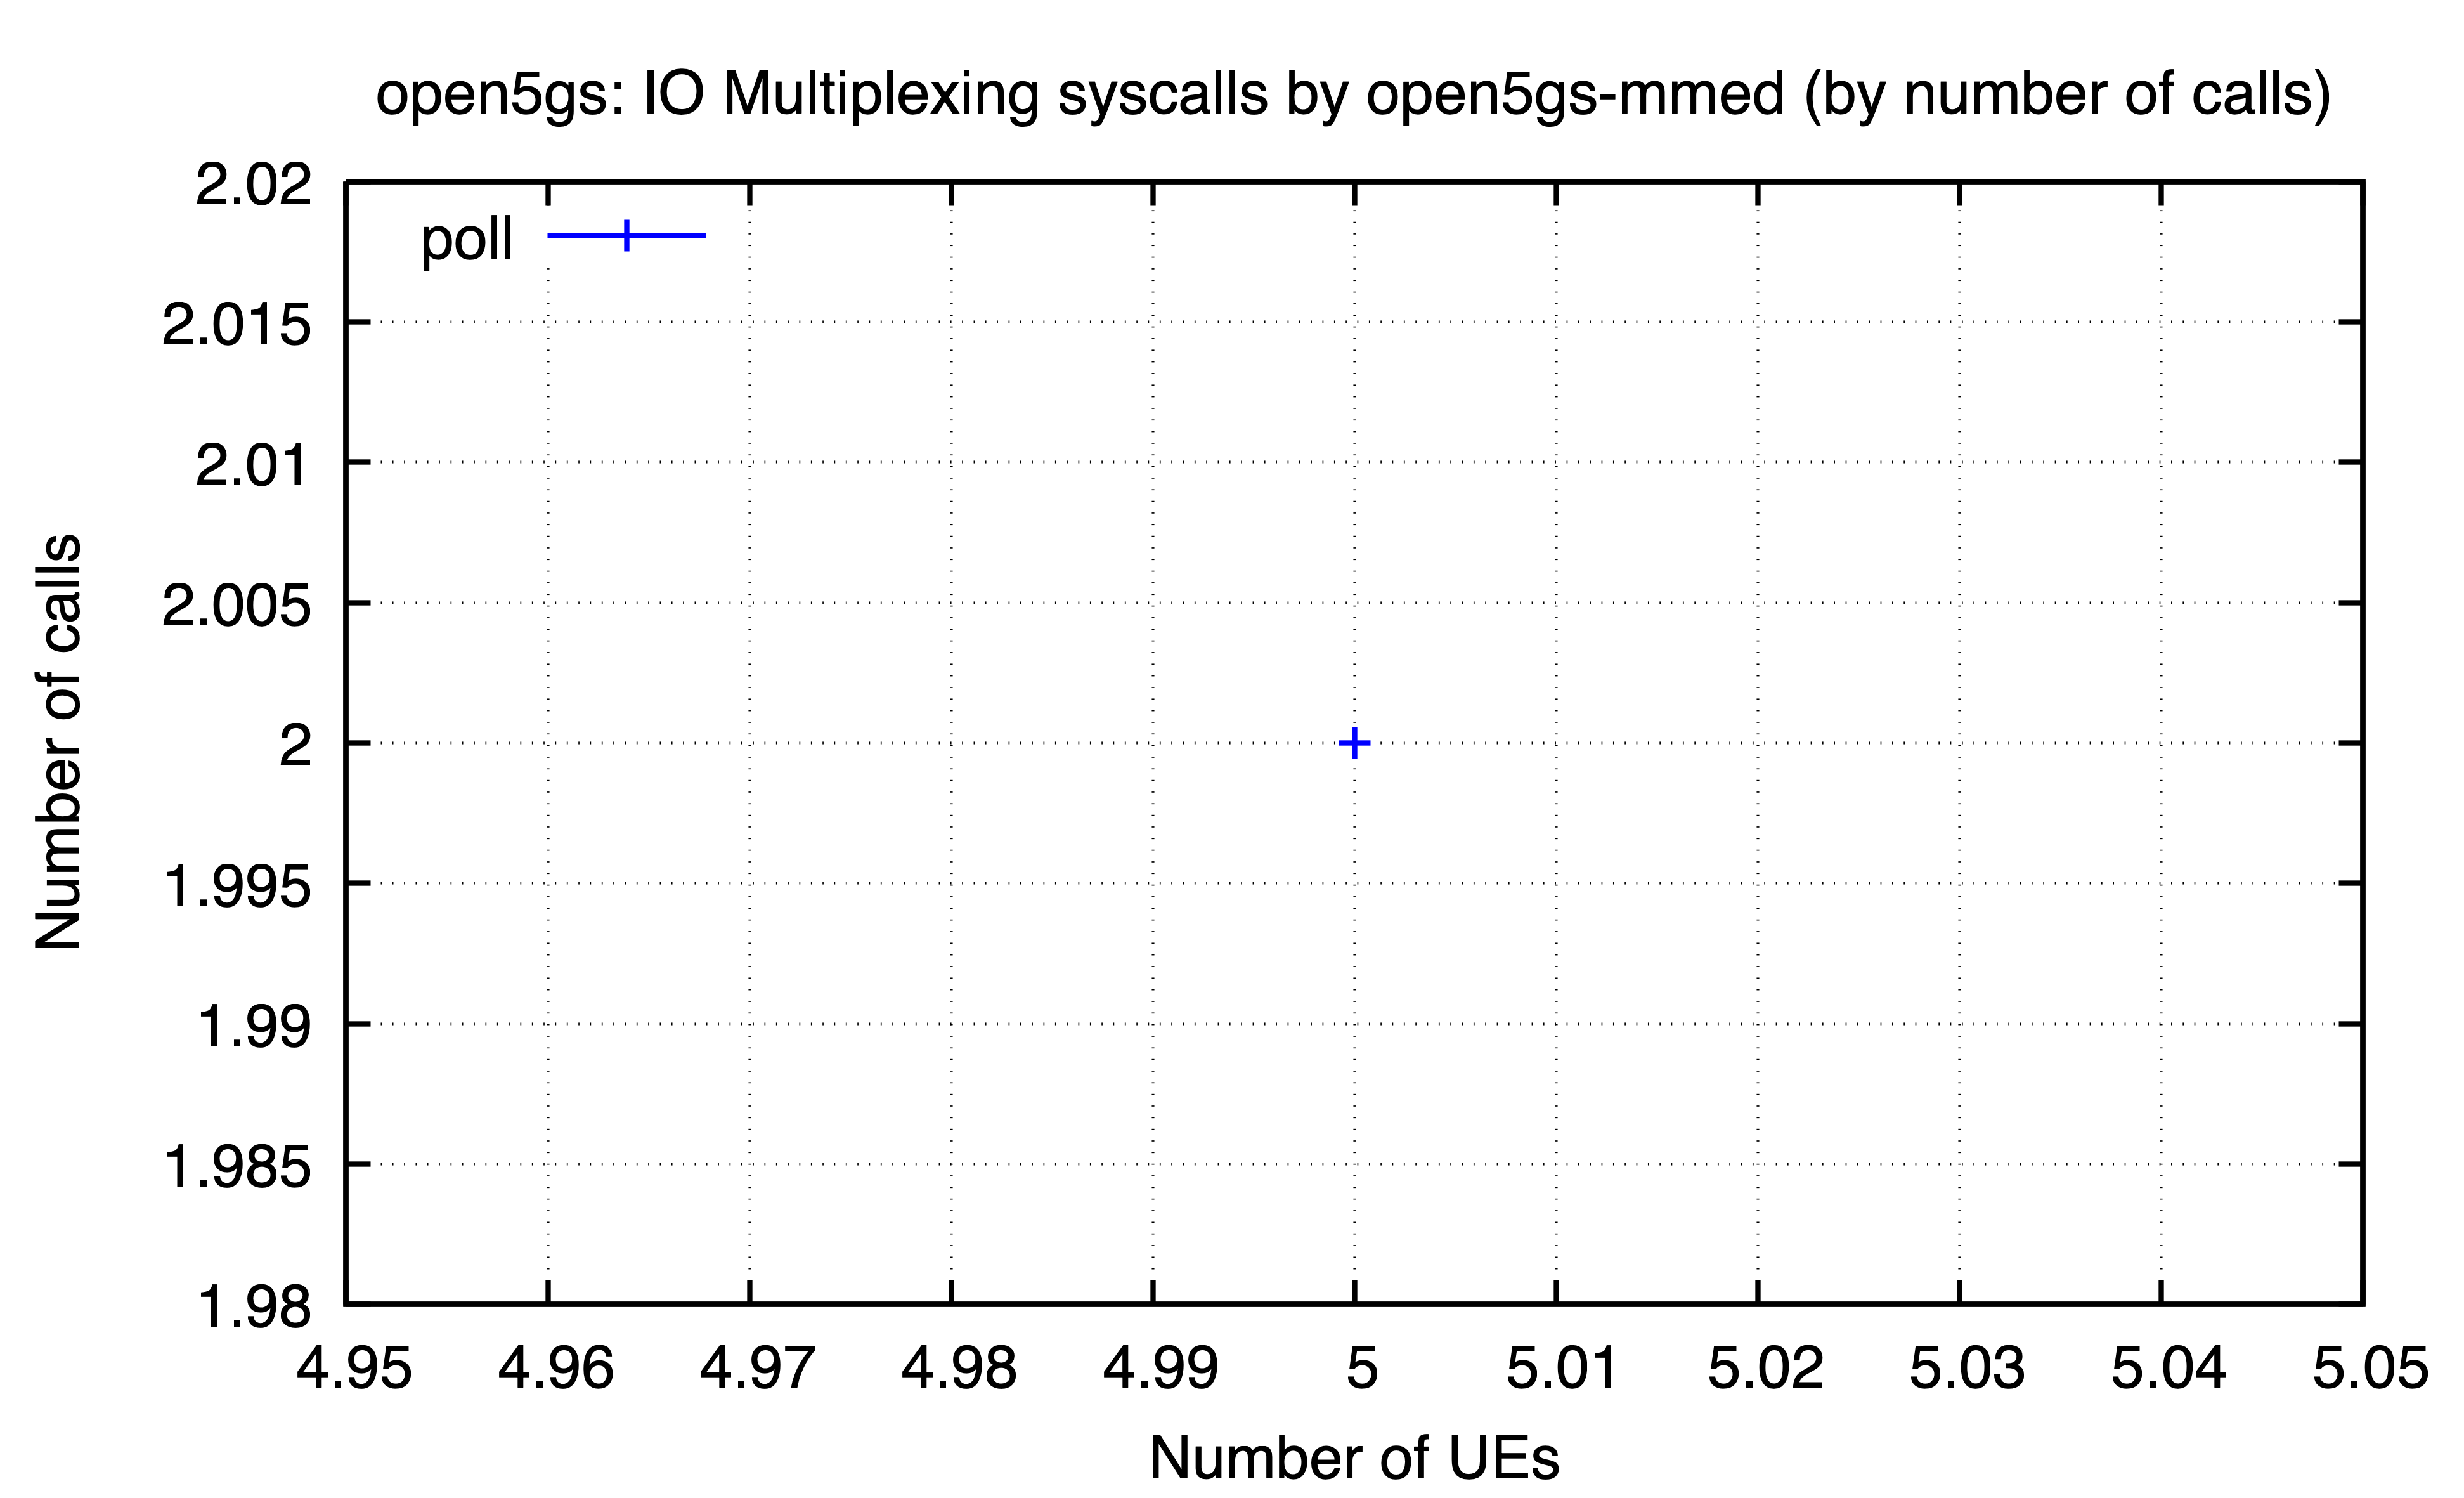 open5gs: IO Multiplexing syscalls by open5gs-mmed (by number of calls)
2.02
poll
2.015
2.01
2.005
2
1.995
1.99
1.985
1.98
Number of calls
4.95 4.96 4.97 4.98 4.99 5 5.01 5.02 5.03 5.04 5.05
Number of UEs